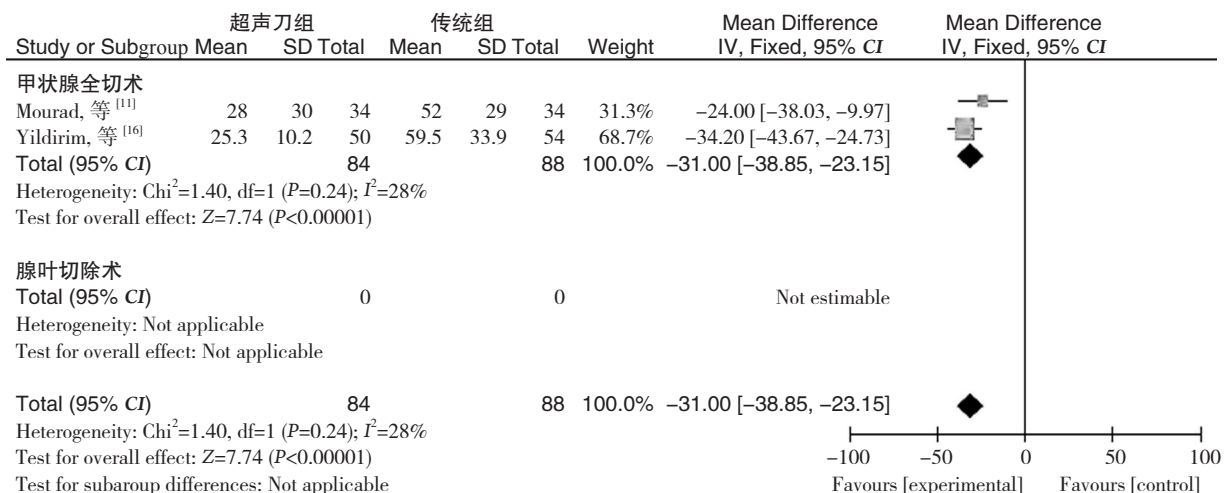 超声刀组 传统组 Mean Difference Mean Difference
Study or Subgroup Mean SD Total Mean SD Total Weight IV, Fixed, 95% CI IV, Fixed, 95% CI
甲状腺全切术
Mourad, 等 [11] 28 30 34 52 29 34 31.3% −24.00 [−38.03, −9.97]
Yildirim, 等 [16] 25.3 10.2 50 59.5 33.9 54 68.7% −34.20 [−43.67, −24.73]
Total (95% CI) 84 88 100.0% −31.00 [−38.85, −23.15]
Heterogeneity: Chi²=1.40, df=1 (P=0.24); I²=28%
Test for overall effect: Z=7.74 (P<0.00001)
腺叶切除术
Total (95% CI) 0 0 Not estimable
Heterogeneity: Not applicable
Test for overall effect: Not applicable
Total (95% CI) 84 88 100.0% −31.00 [−38.85, −23.15]
Heterogeneity: Chi²=1.40, df=1 (P=0.24); I²=28%
Test for overall effect: Z=7.74 (P<0.00001) −100 −50 0 50 100
Test for subaroup differences: Not applicable Favours [experimental] Favours [control]